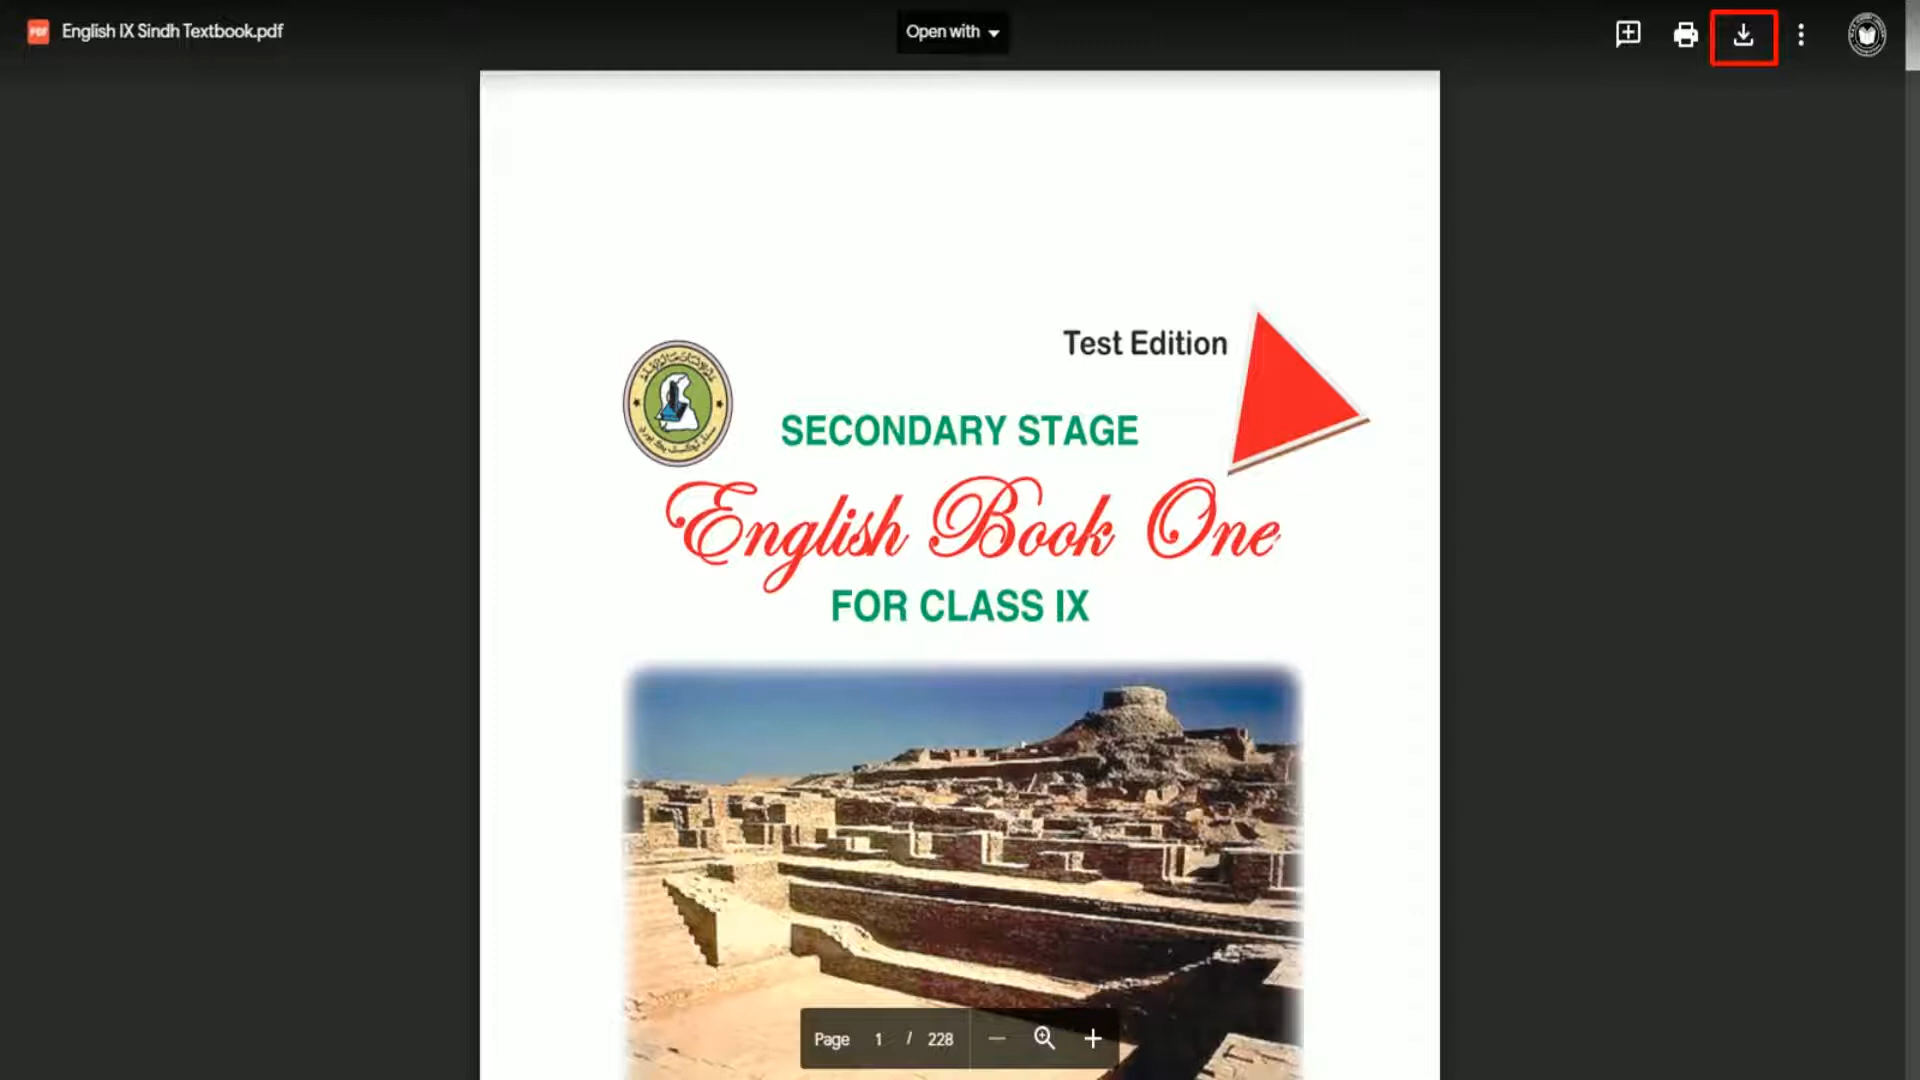 PDF English IX Sindh Textbook.pdf
Open with
Test Edition
SECONDARY STAGE
English Book One
FOR CLASS IX
Page 1 / 228